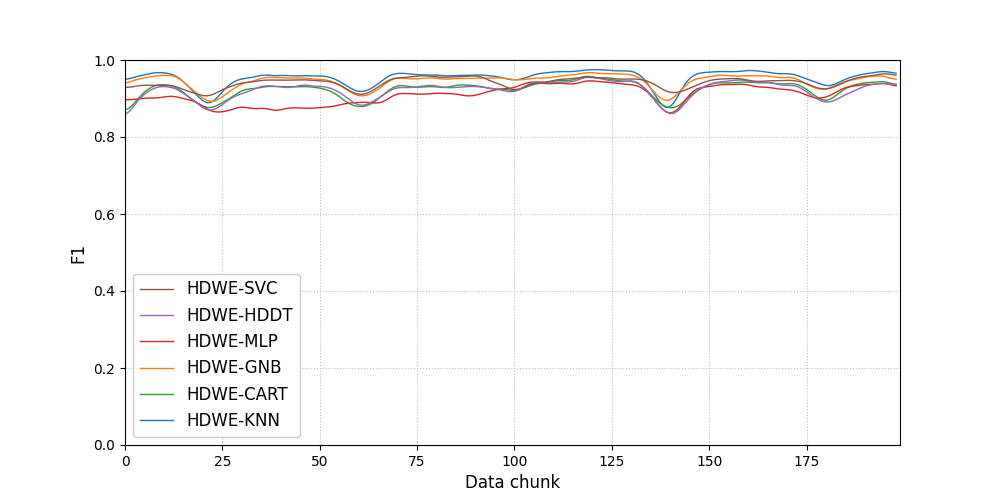 1.0
0.8
0.6
0.4
0.2
0.0
F1
HDWE-SVC
HDWE-HDDT
HDWE-MLP
HDWE-GNB
HDWE-CART
HDWE-KNN
0 25 50 75 100 125 150 175
Data chunk